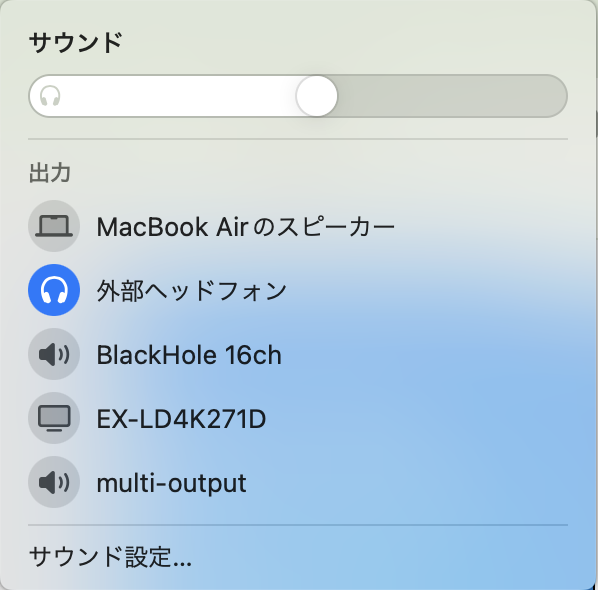 サウンド
出力
MacBook Airのスピーカー
外部ヘッドフォン
BlackHole 16ch
EX-LD4K271D
multi-output
サウンド設定...